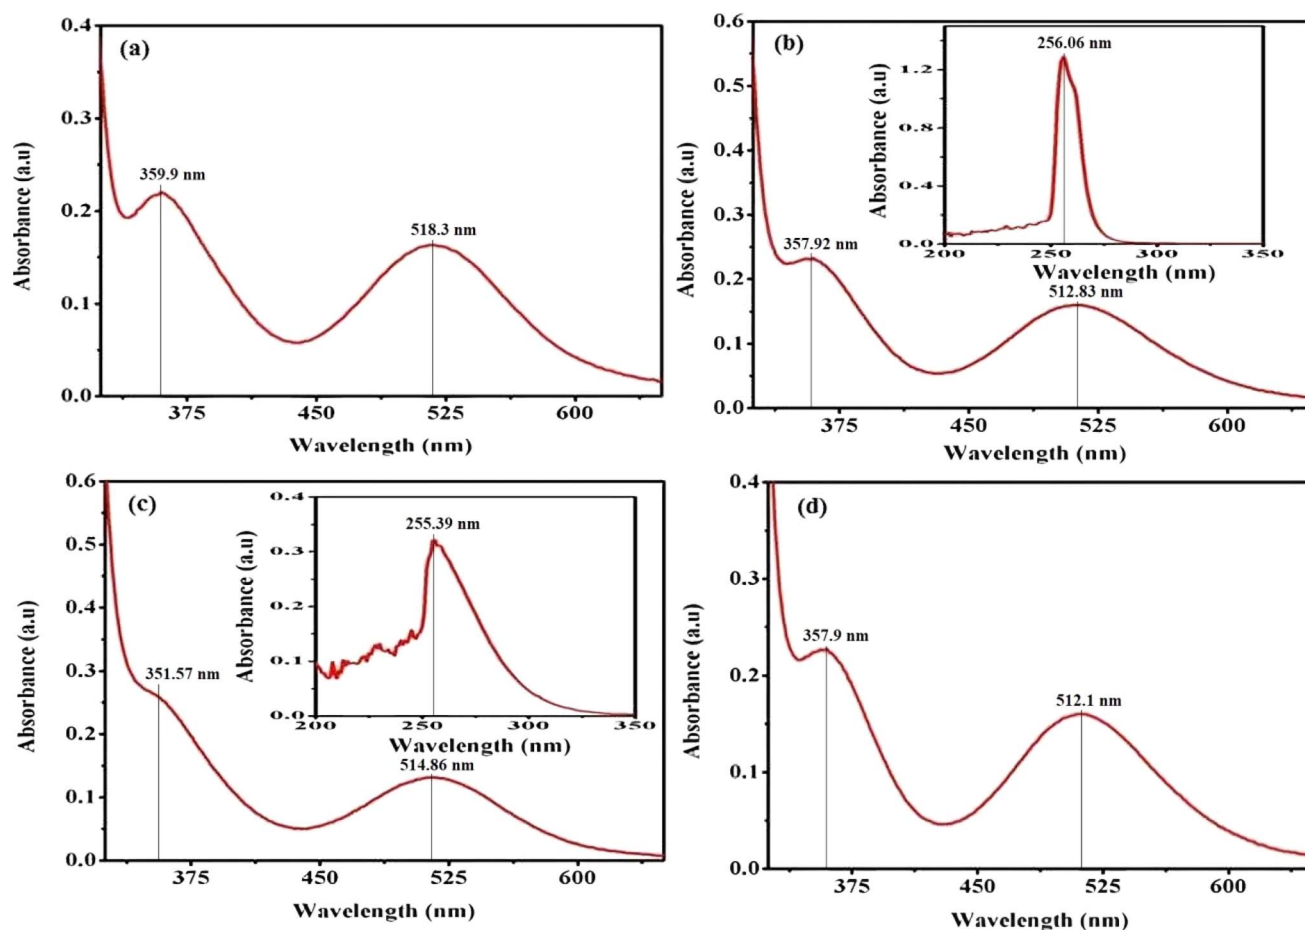 (a)
0.4
0.3
0.2
0.1
0.0
Absorbance (a.u)
359.9 nm
518.3 nm
375 450 525 600
Wavelength (nm)
(b)
0.6
0.5
0.4
0.3
0.2
0.1
0.0
Absorbance (a.u)
357.92 nm
512.83 nm
256.06 nm
1.2
0.8
0.4
0.0
Absorbance (a.u)
200 250 300 350
Wavelength (nm)
375 450 525 600
Wavelength (nm)
(c)
0.6
0.5
0.4
0.3
0.2
0.1
0.0
Absorbance (a.u)
351.57 nm
514.86 nm
255.39 nm
0.4
0.3
0.2
0.1
0.0
Absorbance (a.u)
200 250 300 350
Wavelength (nm)
375 450 525 600
Wavelength (nm)
(d)
0.4
0.3
0.2
0.1
0.0
Absorbance (a.u)
357.9 nm
512.1 nm
375 450 525 600
Wavelength (nm)